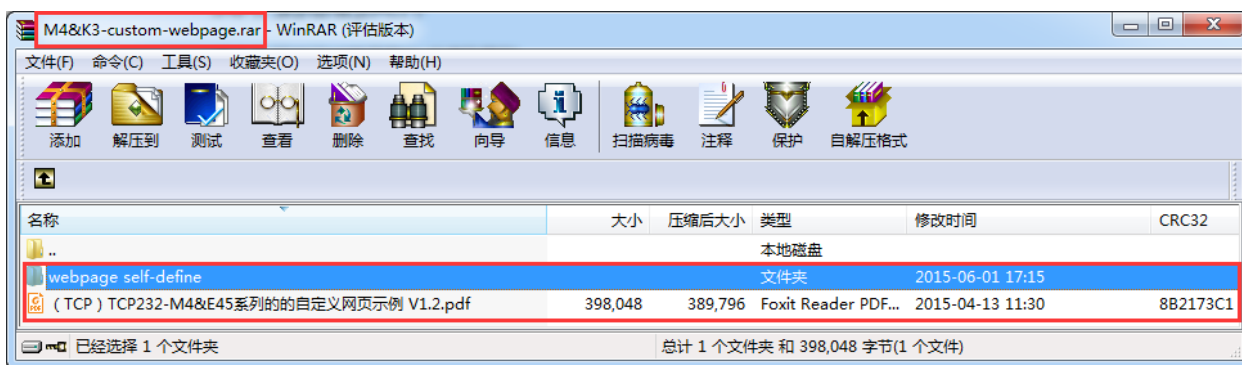 M4&K3-custom-webpage.rar - WinRAR (评估版本)
文件(F) 命令(C) 工具(S) 收藏夹(O) 选项(N) 帮助(H)
添加 解压到 测试 查看 删除 查找 向导 信息 扫描病毒 注释 保护 自解压格式
名称 大小 压缩后大小 类型 修改时间 CRC32
.. 本地磁盘
webpage self-define 文件夹 2015-06-01 17:15
（TCP）TCP232-M4&E45系列的的自定义网页示例 V1.2.pdf 398,048 389,796 Foxit Reader PDF... 2015-04-13 11:30 8B2173C1
已经选择 1 个文件夹 总计 1 个文件夹 和 398,048 字节(1 个文件)